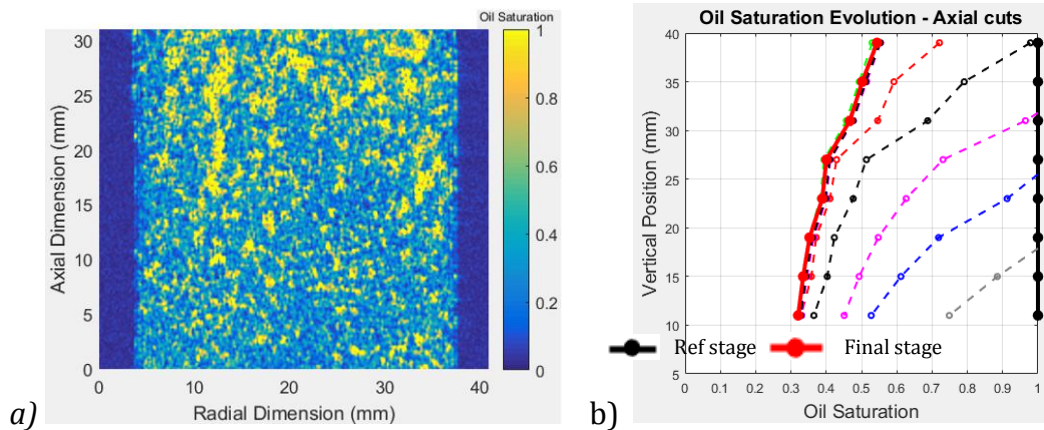 Oil Saturation
30
25
20
15
10
5
0
Axial Dimension (mm)
0 10 20 30 40
Radial Dimension (mm)
1
0.8
0.6
0.4
0.2
0
a)
Oil Saturation Evolution - Axial cuts
40
35
30
25
20
15
10
5
Vertical Position (mm)
Ref stage Final stage
0 0.1 0.2 0.3 0.4 0.5 0.6 0.7 0.8 0.9 1
Oil Saturation
b)